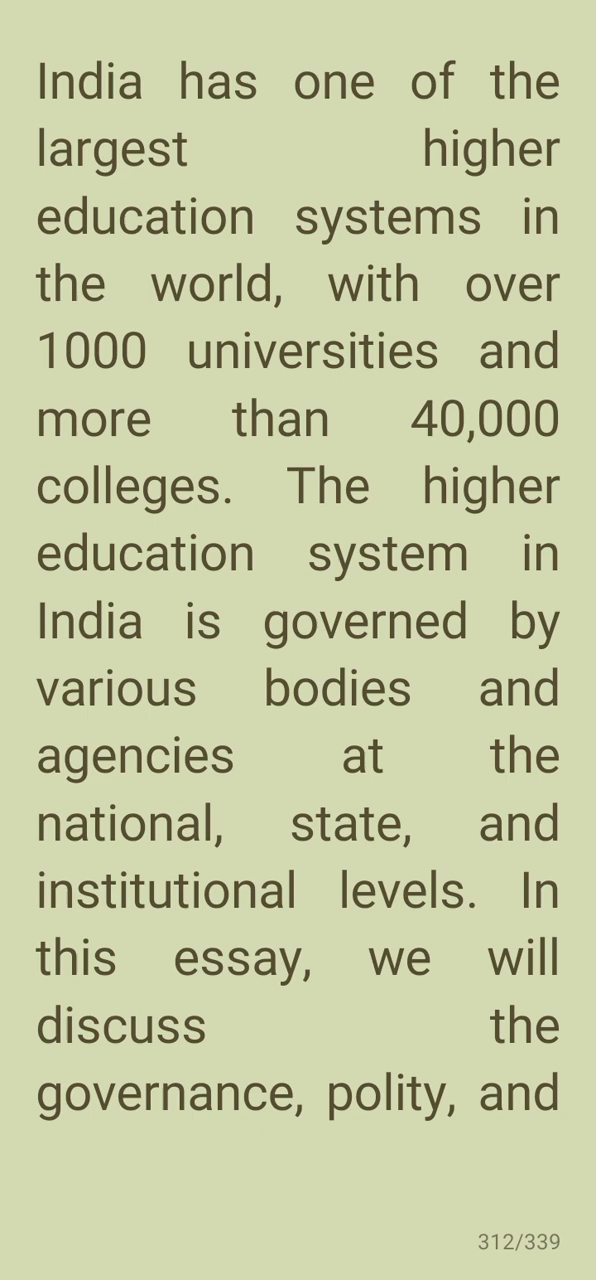 India has one of the
largest higher
education systems in
the world, with over
1000 universities and
more than 40,000
colleges. The higher
education system in
India is governed by
various bodies and
agencies at the
national, state, and
institutional levels. In
this essay, we will
discuss the
governance, polity, and
312/339